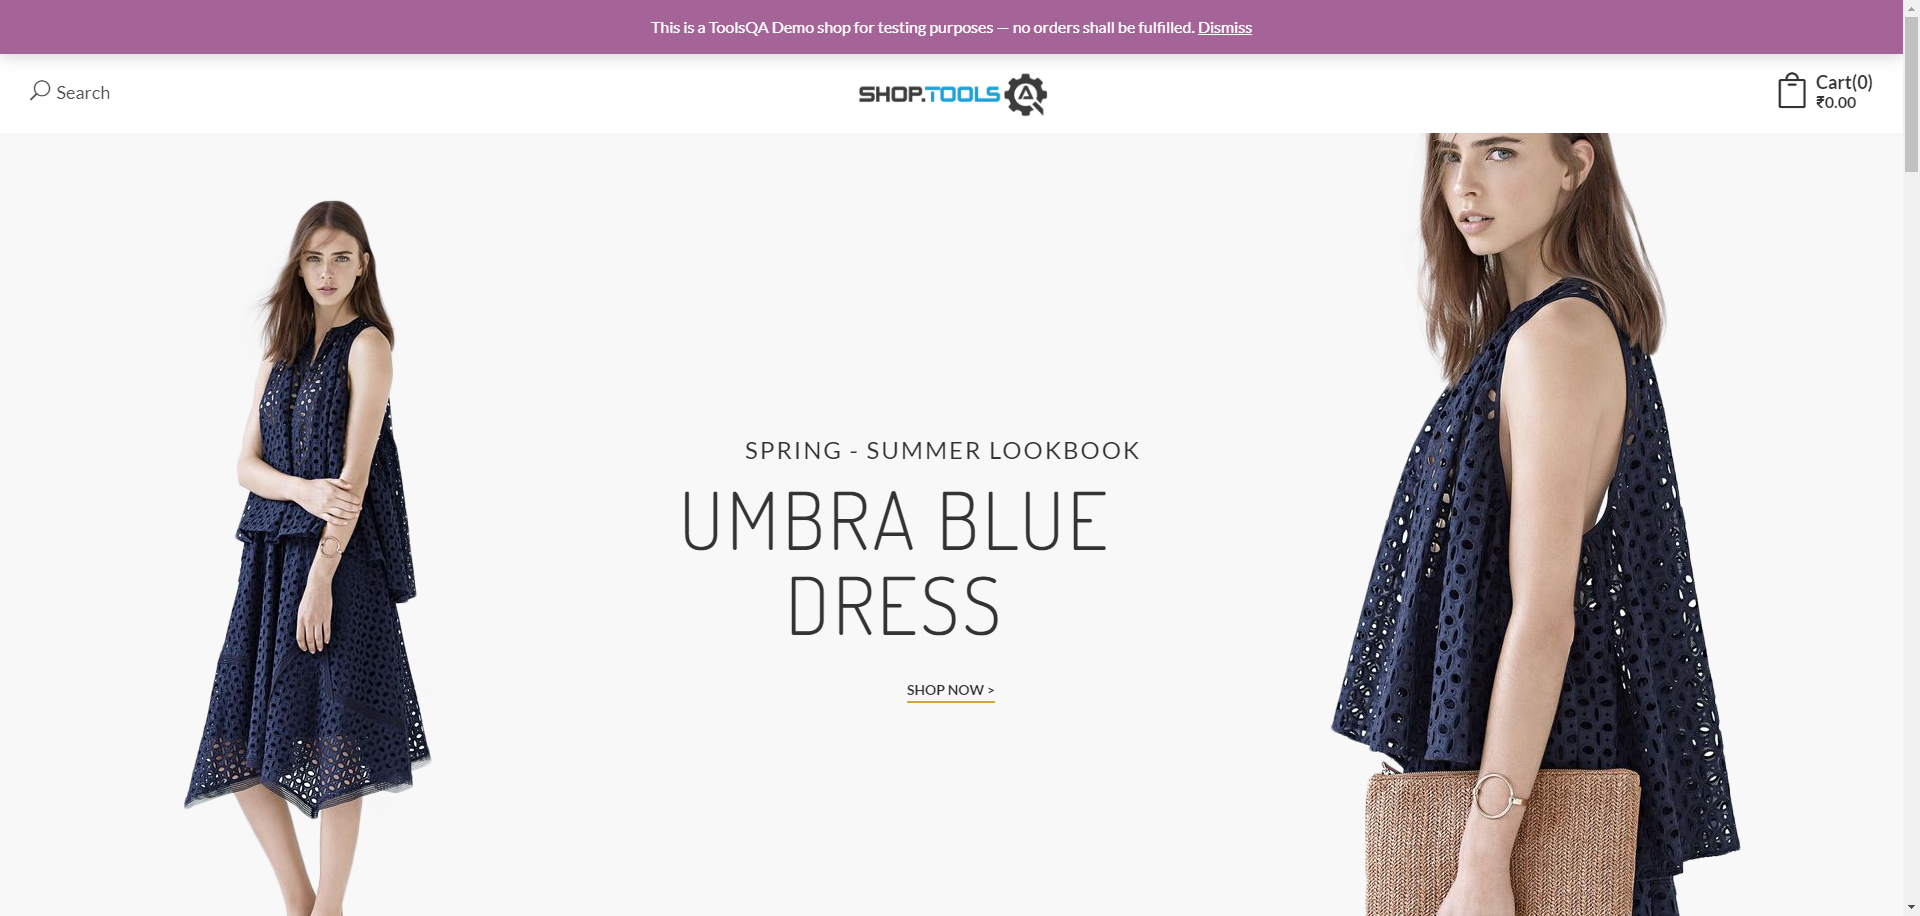 This is a ToolsQA Demo shop for testing purposes — no orders shall be fulfilled. Dismiss
Search
SHOP.TOOLS
Cart(0)
₹0.00
SPRING - SUMMER LOOKBOOK
UMBRA BLUE
DRESS
SHOP NOW >